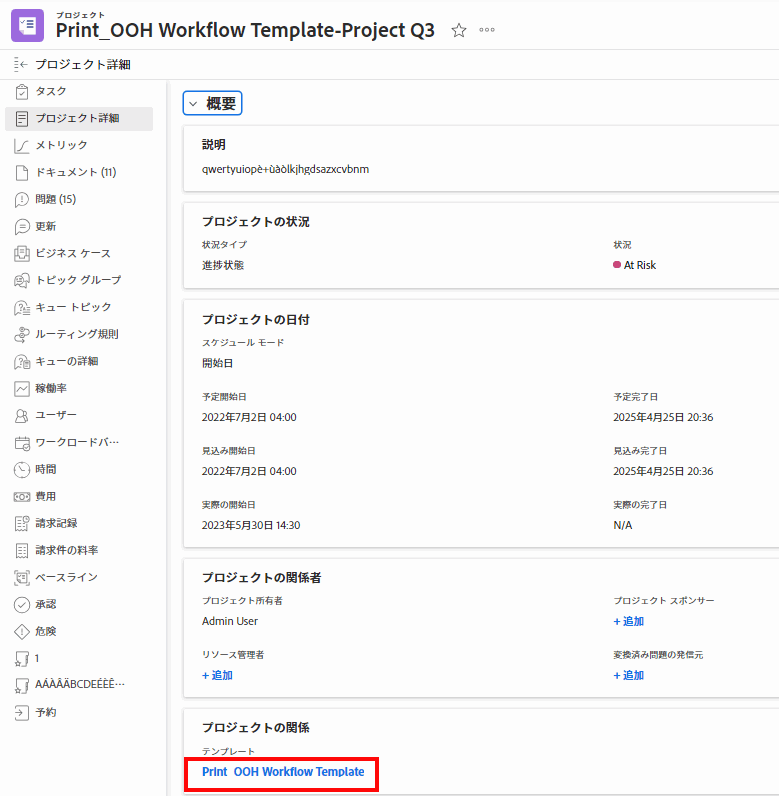 プロジェクト
Print_OOH Workflow Template-Project Q3
プロジェクト詳細
タスク
プロジェクト詳細
メトリック
ドキュメント (11)
問題 (15)
更新
ビジネス ケース
トピック グループ
キュー トピック
ルーティング規則
キューの詳細
稼働率
ユーザー
ワークロードバ…
時間
費用
請求記録
請求件の料率
ベースライン
承認
危険
1
AÁÀÂÄBCDEÉÈÊ…
予約
概要
説明
qwertyuiopè+ùàòlkjhgdsazxcvbnm
プロジェクトの状況
状況タイプ
状況
進捗状態
At Risk
プロジェクトの日付
スケジュール モード
開始日
予定開始日
予定完了日
2022年7月2日 04:00
2025年4月25日 20:36
見込み開始日
見込み完了日
2022年7月2日 04:00
2025年4月25日 20:36
実際の開始日
実際の完了日
2023年5月30日 14:30
N/A
プロジェクトの関係者
プロジェクト所有者
プロジェクト スポンサー
Admin User
+ 追加
リソース管理者
変換済み問題の発信元
+ 追加
+ 追加
プロジェクトの関係
テンプレート
Print_OOH Workflow Template